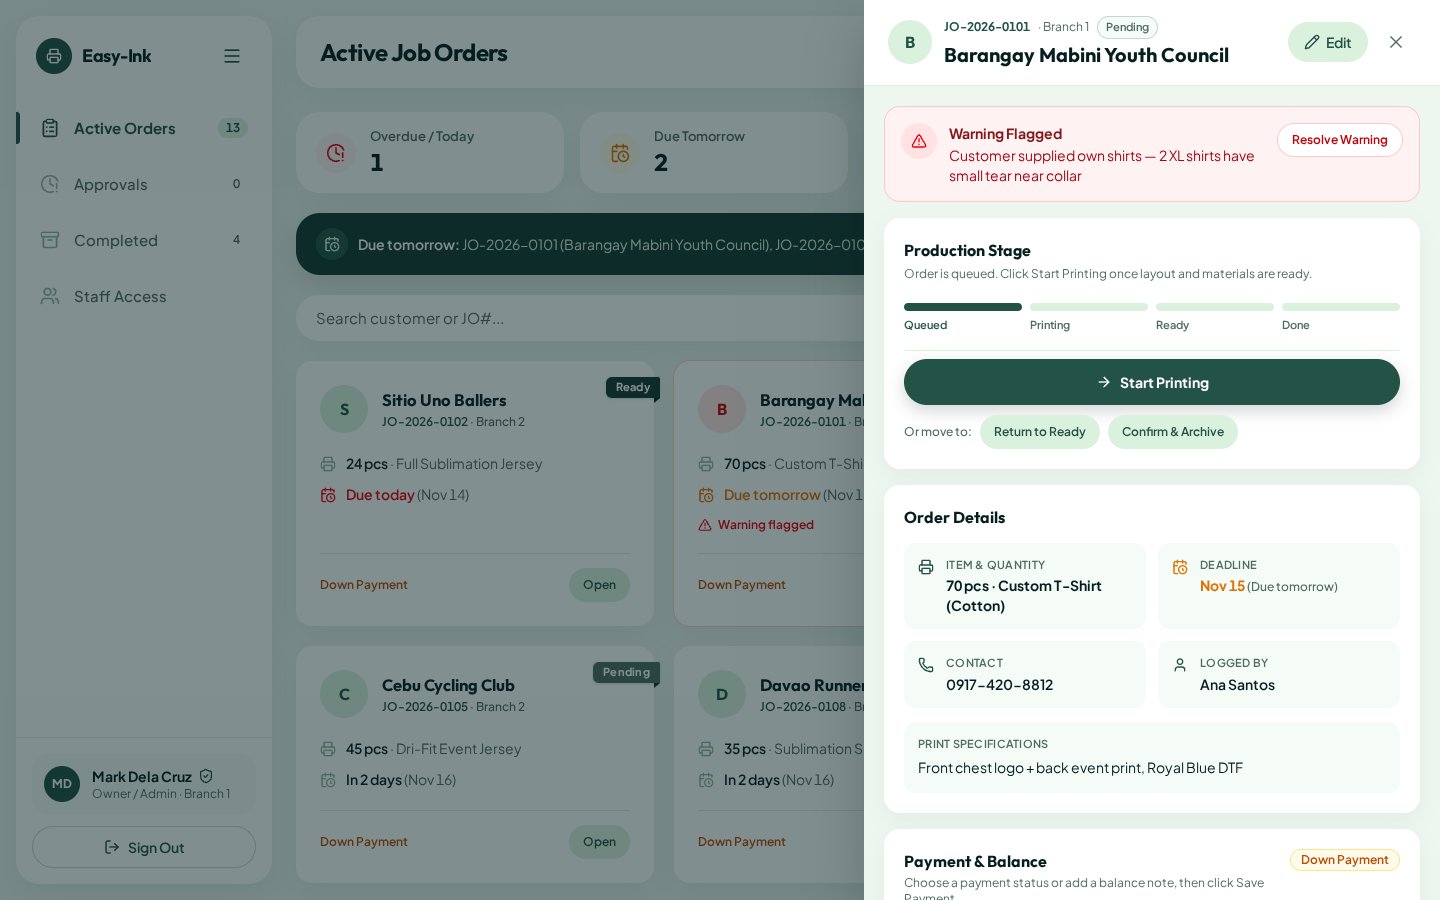 Easy-Ink
Active Orders 13
Approvals 0
Completed 4
Staff Access
MD
Mark Dela Cruz
Owner / Admin · Branch 1
Sign Out
Active Job Orders
Overdue / Today
1
Due Tomorrow
2
Due tomorrow: JO-2026-0101 (Barangay Mabini Youth Council), JO-2026-010
Search customer or JO#...
Ready
S
Sitio Uno Ballers
JO-2026-0102 · Branch 2
24 pcs · Full Sublimation Jersey
Due today (Nov 14)
Down Payment
Open
B
Barangay Mab
JO-2026-0101 · Br
70 pcs · Custom T-Shi
Due tomorrow (Nov 1
Warning flagged
Down Payment
Pending
C
Cebu Cycling Club
JO-2026-0105 · Branch 2
45 pcs · Dri-Fit Event Jersey
In 2 days (Nov 16)
Down Payment
Open
D
Davao Runner
JO-2026-0108 · Br
35 pcs · Sublimation S
In 2 days (Nov 16)
Down Payment
B
JO-2026-0101 · Branch 1 Pending
Barangay Mabini Youth Council
Edit
Warning Flagged
Customer supplied own shirts — 2 XL shirts have
small tear near collar
Resolve Warning
Production Stage
Order is queued. Click Start Printing once layout and materials are ready.
Queued Printing Ready Done
Start Printing
Or move to: Return to Ready Confirm & Archive
Order Details
ITEM & QUANTITY
70 pcs · Custom T-Shirt
(Cotton)
DEADLINE
Nov 15 (Due tomorrow)
CONTACT
0917-420-8812
LOGGED BY
Ana Santos
PRINT SPECIFICATIONS
Front chest logo + back event print, Royal Blue DTF
Payment & Balance
Down Payment
Choose a payment status or add a balance note, then click Save
Payment.